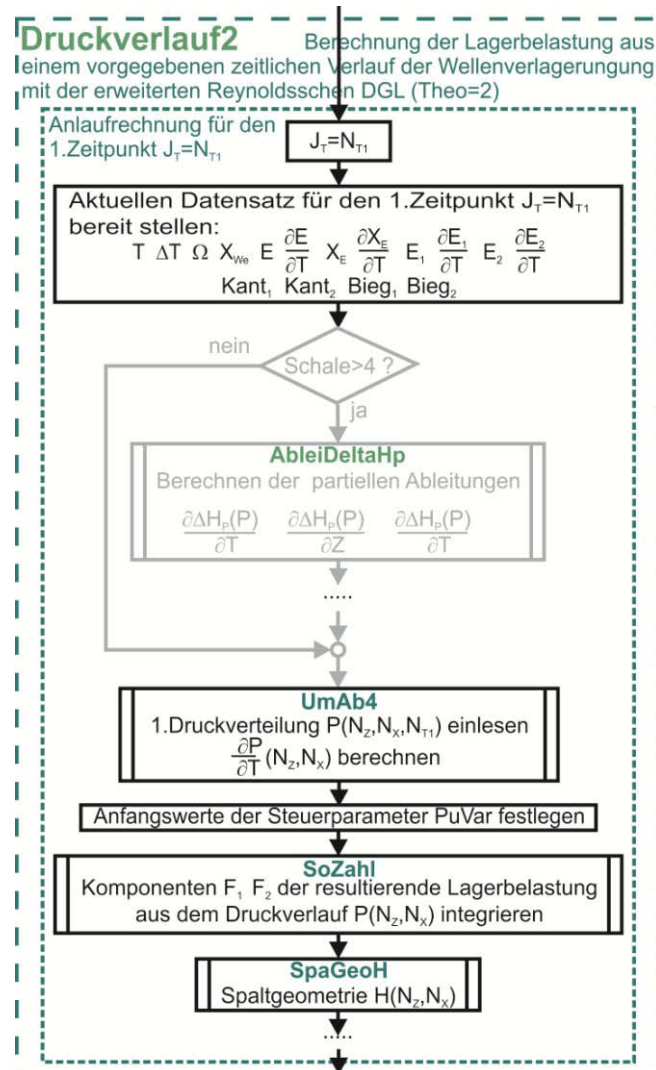 Druckverlauf2 Berechnung der Lagerbelastung aus
einem vorgegebenen zeitlichen Verlauf der Wellenverlagerungung
mit der erweiterten Reynoldsschen DGL (Theo=2)
Anlaufrechnung für den
1.Zeitpunkt J_T=N_T1
J_T=N_T1
Aktuellen Datensatz für den 1.Zeitpunkt J_T=N_T1
bereit stellen:
T ΔT Ω X_We E ∂E/∂T X_E ∂X_E/∂T E_1 ∂E_1/∂T E_2 ∂E_2/∂T
Kant_1 Kant_2 Bieg_1 Bieg_2
nein
Schale>4 ?
ja
AbleiDeltaHp
Berechnen der partiellen Ableitungen
∂ΔH_P(P)/∂T ∂ΔH_P(P)/∂Z ∂ΔH_P(P)/∂T
.....
UmAb4
1.Druckverteilung P(N_Z,N_X,N_T1) einlesen
∂P/∂T (N_Z,N_X) berechnen
Anfangswerte der Steuerparameter PuVar festlegen
SoZahl
Komponenten F_1 F_2 der resultierende Lagerbelastung
aus dem Druckverlauf P(N_Z,N_X) integrieren
SpaGeoH
Spaltgeometrie H(N_Z,N_X)
.....